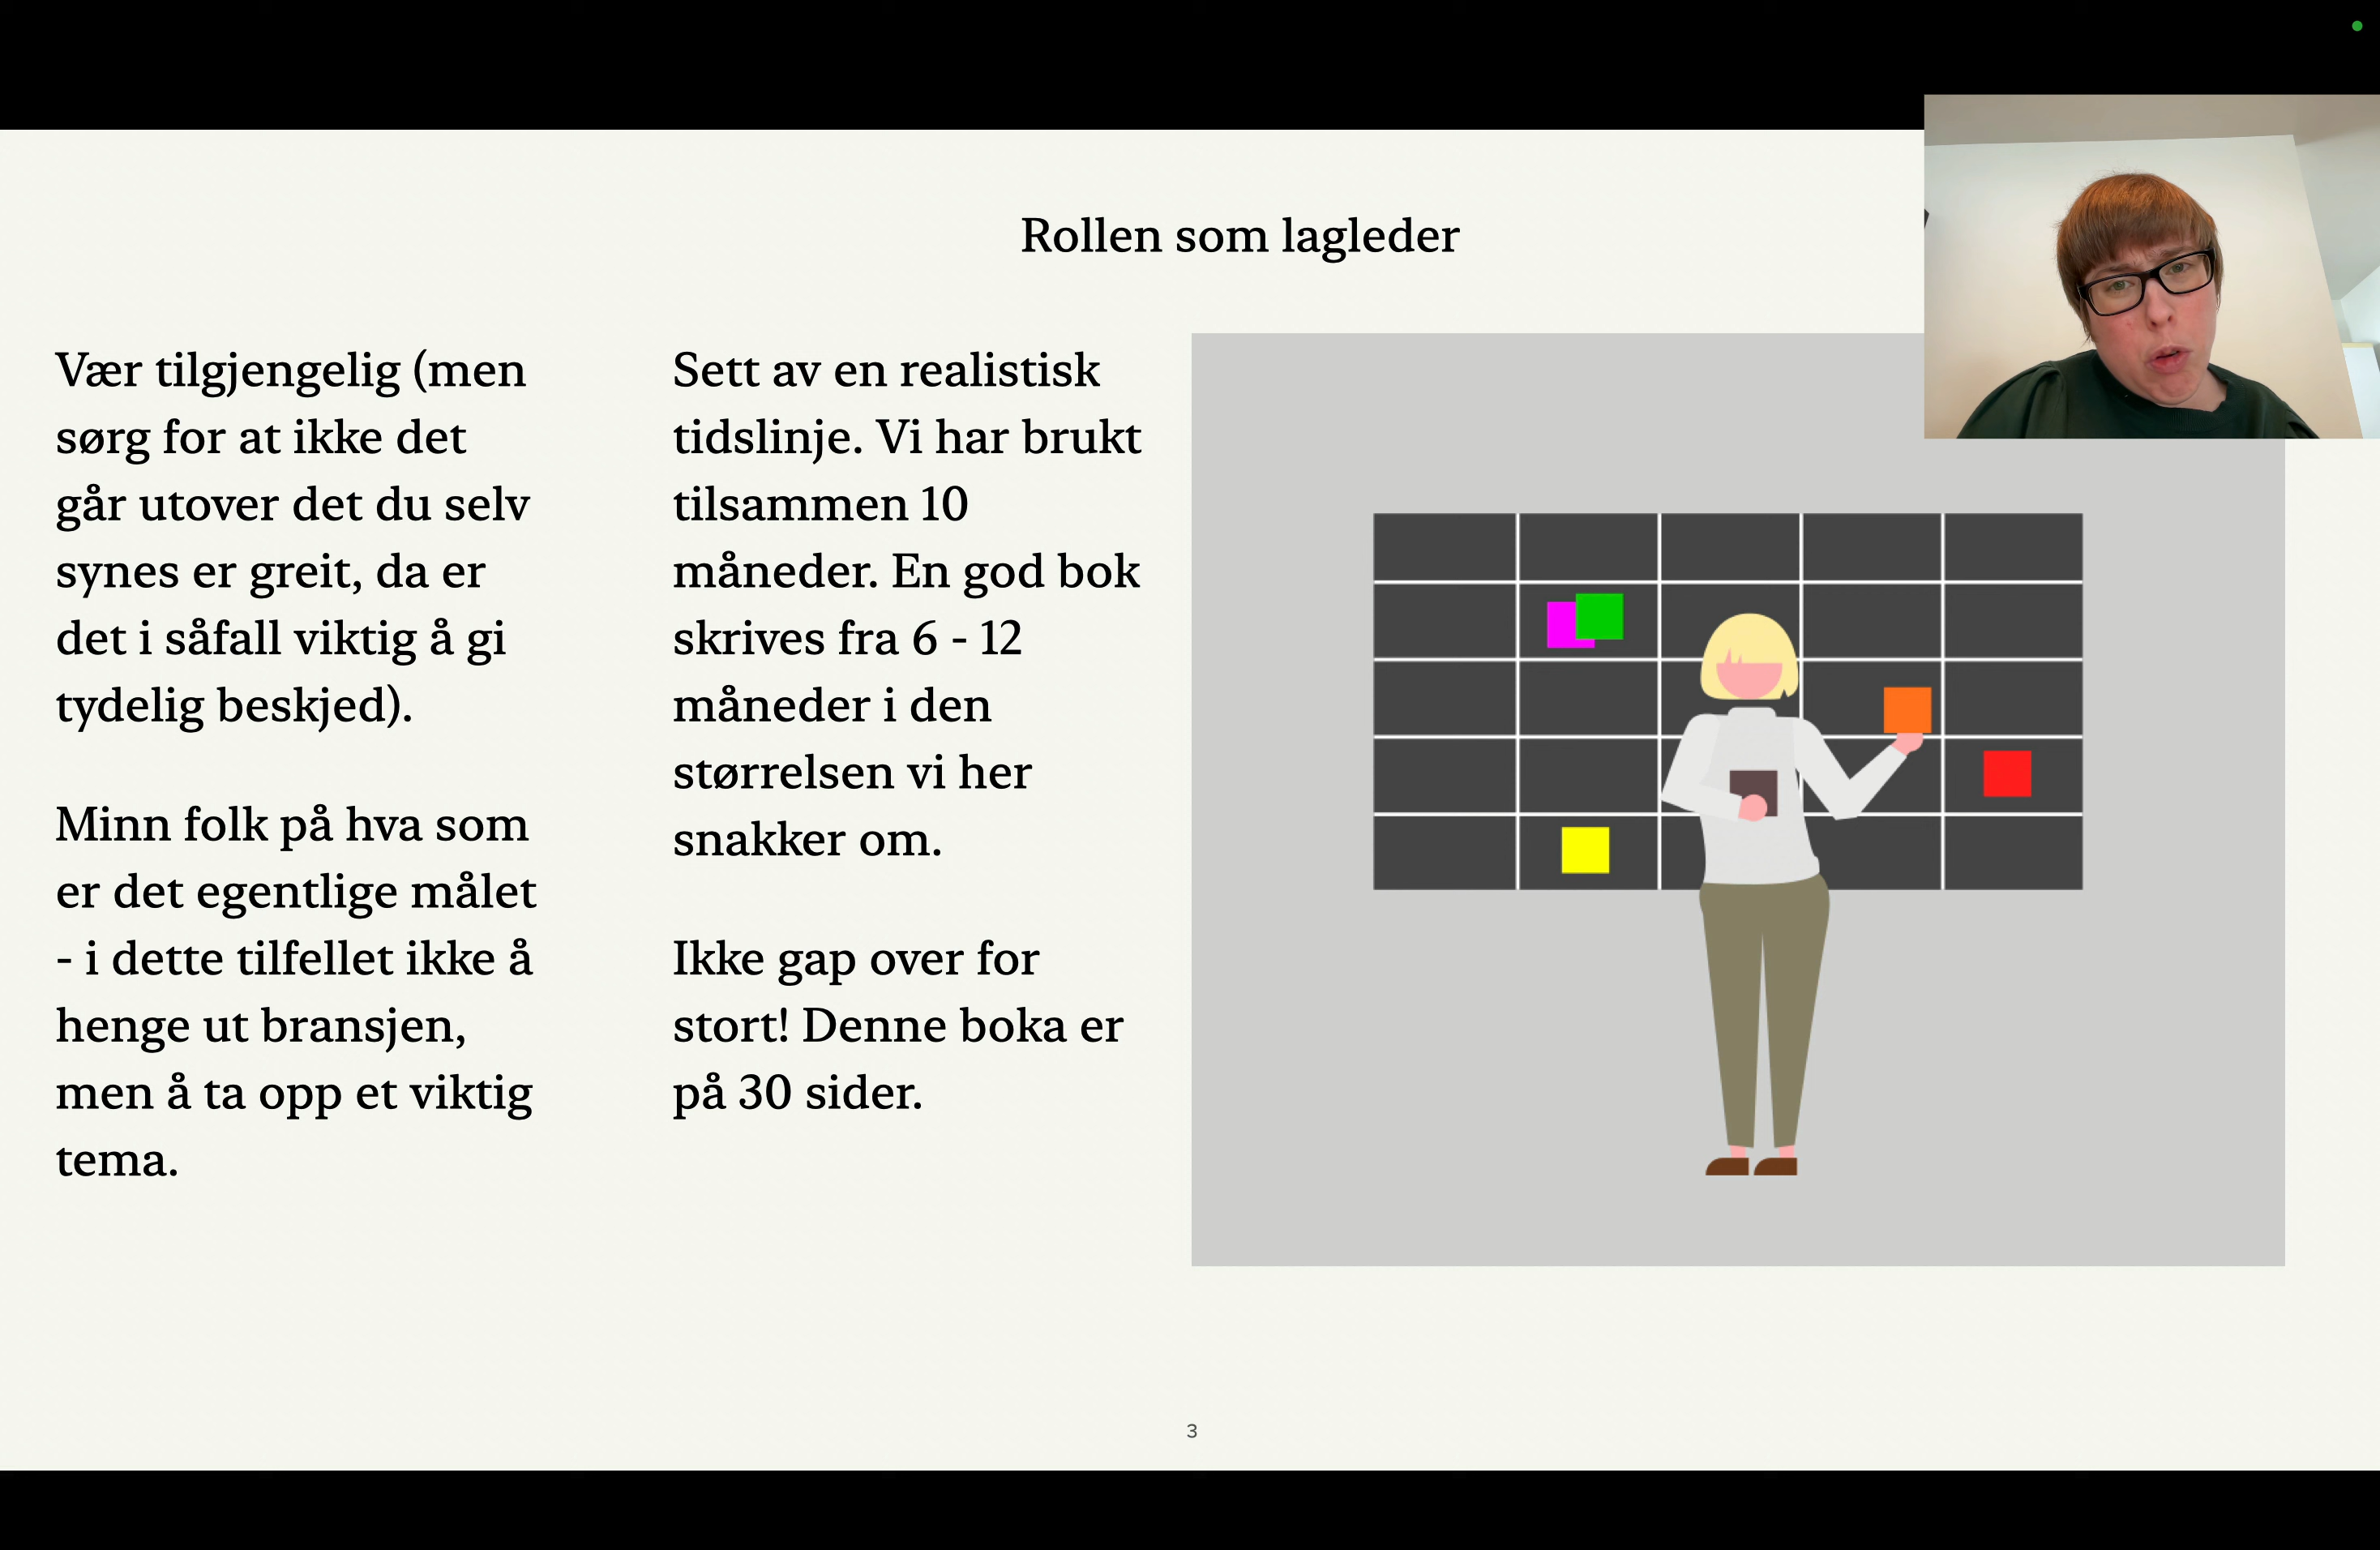 Rollen som lagleder
Vær tilgjengelig (men
sørg for at ikke det
går utover det du selv
synes er greit, da er
det i såfall viktig å gi
tydelig beskjed).
Minn folk på hva som
er det egentlige målet
- i dette tilfellet ikke å
henge ut bransjen,
men å ta opp et viktig
tema.
Sett av en realistisk
tidslinje. Vi har brukt
tilsammen 10
måneder. En god bok
skrives fra 6 - 12
måneder i den
størrelsen vi her
snakker om.
Ikke gap over for
stort! Denne boka er
på 30 sider.
3